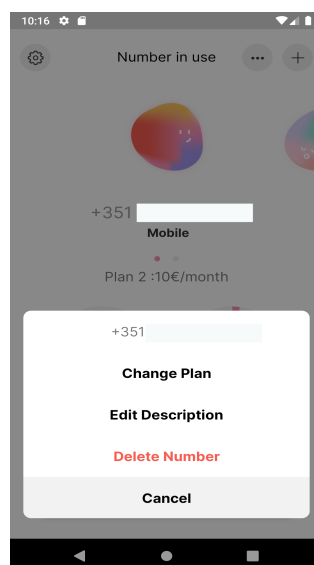 10:16
Number in use
+351
Mobile
Plan 2 :10€/month
+351
Change Plan
Edit Description
Delete Number
Cancel